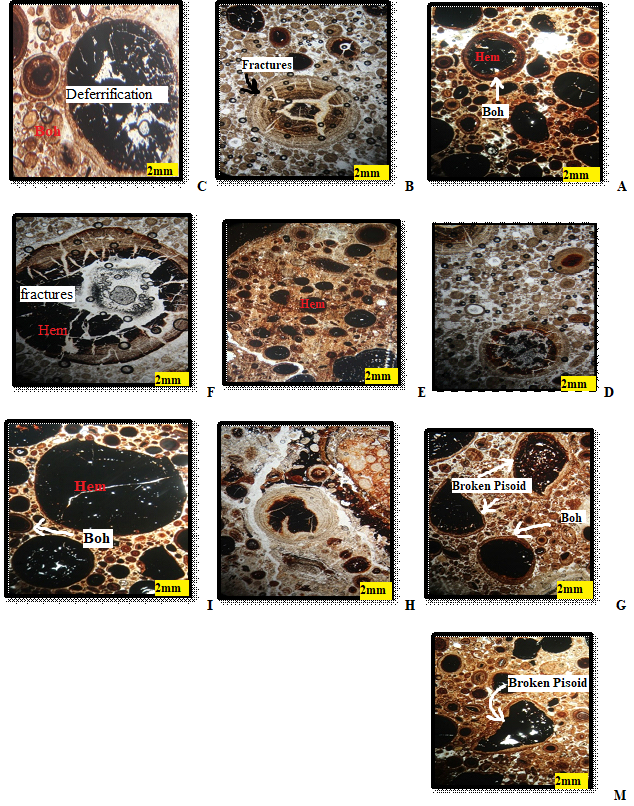 Deferrification
Boh
2mm
C
Fractures
2mm
B
Hem
Boh
2mm
A
fractures
Hem
2mm
F
Hem
2mm
E
2mm
D
Hem
Boh
2mm
I
2mm
H
Broken Pisoid
Boh
2mm
G
Broken Pisoid
2mm
M